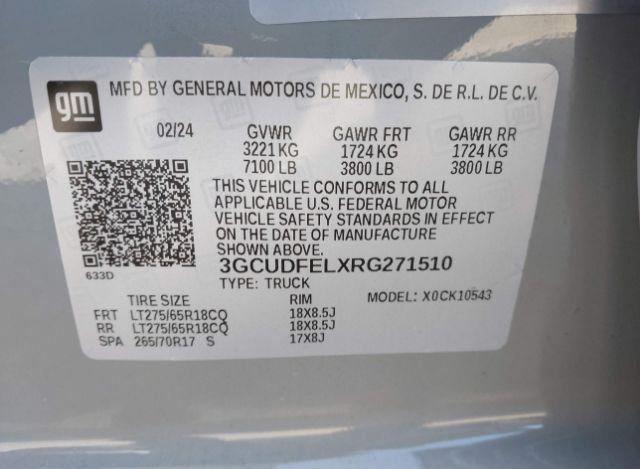 gm
MFD BY GENERAL MOTORS DE MEXICO, S. DE R.L. DE C.V.
02/24 GVWR GAWR FRT GAWR RR
3221 KG 1724 KG 1724 KG
7100 LB 3800 LB 3800 LB
THIS VEHICLE CONFORMS TO ALL
APPLICABLE U.S. FEDERAL MOTOR
VEHICLE SAFETY STANDARDS IN EFFECT
ON THE DATE OF MANUFACTURE
SHOWN ABOVE.
633D 3GCUDFELXRG271510
TYPE: TRUCK MODEL: X0CK10543
TIRE SIZE RIM
FRT LT275/65R18CQ 18X8.5J
RR LT275/65R18CQ 18X8.5J
SPA 265/70R17 S 17X8J